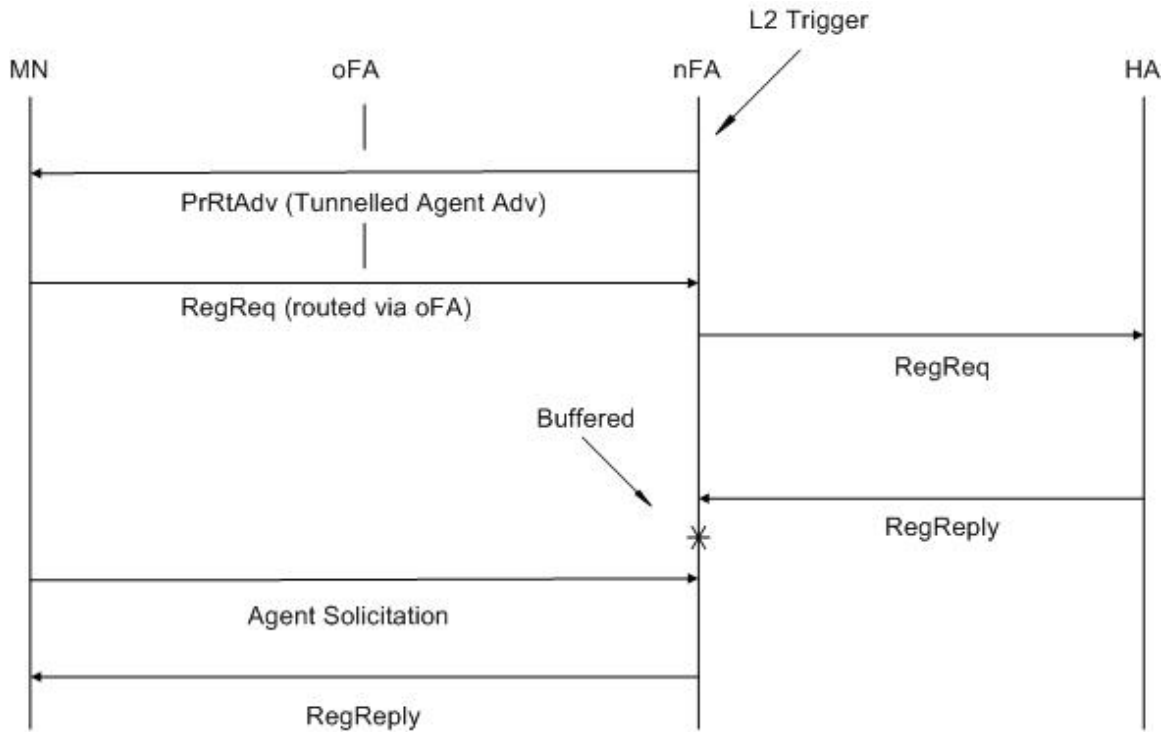 L2 Trigger
MN
oFA
nFA
HA
PrRtAdv (Tunnelled Agent Adv)
RegReq (routed via oFA)
RegReq
Buffered
RegReply
Agent Solicitation
RegReply